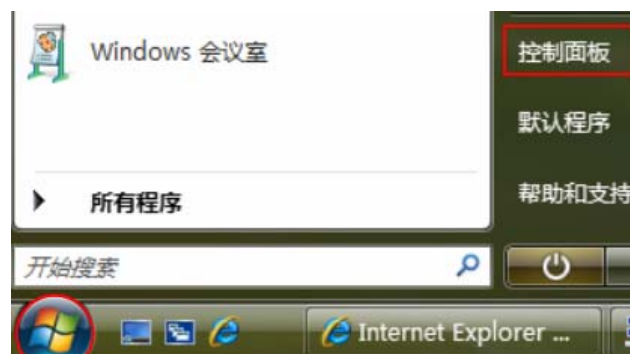 Windows 会议室
所有程序
开始搜索
控制面板
默认程序
帮助和支持
Internet Explorer ...